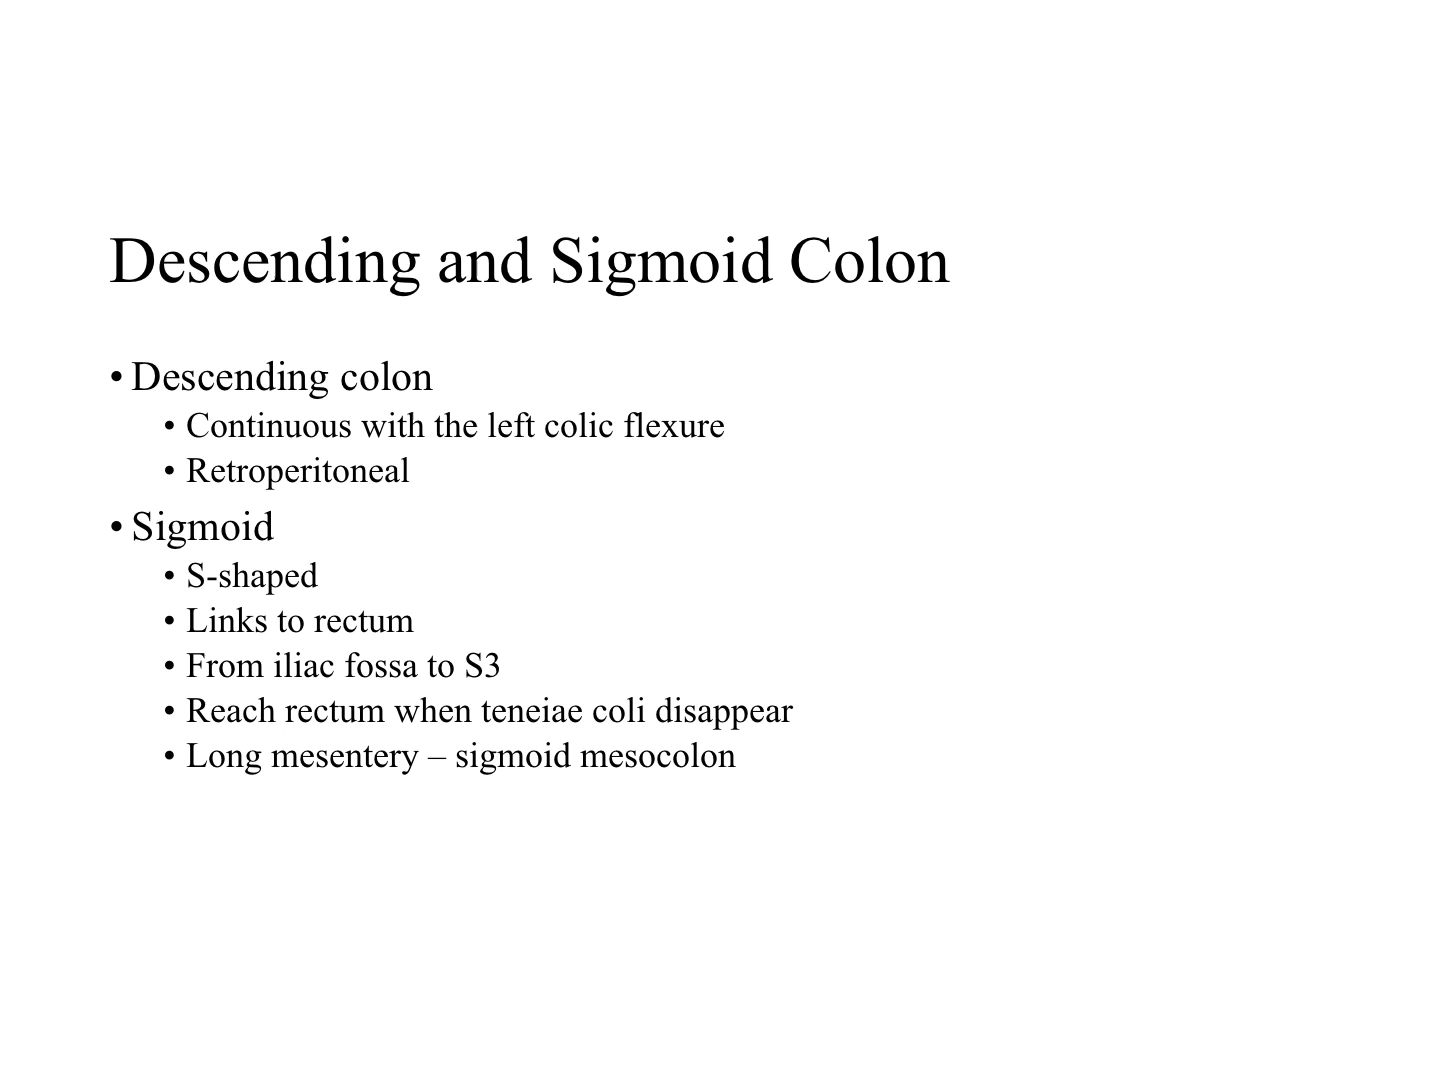 Descending and Sigmoid Colon
• Descending colon
• Continuous with the left colic flexure
• Retroperitoneal
• Sigmoid
• S-shaped
• Links to rectum
• From iliac fossa to S3
• Reach rectum when teneiae coli disappear
• Long mesentery – sigmoid mesocolon